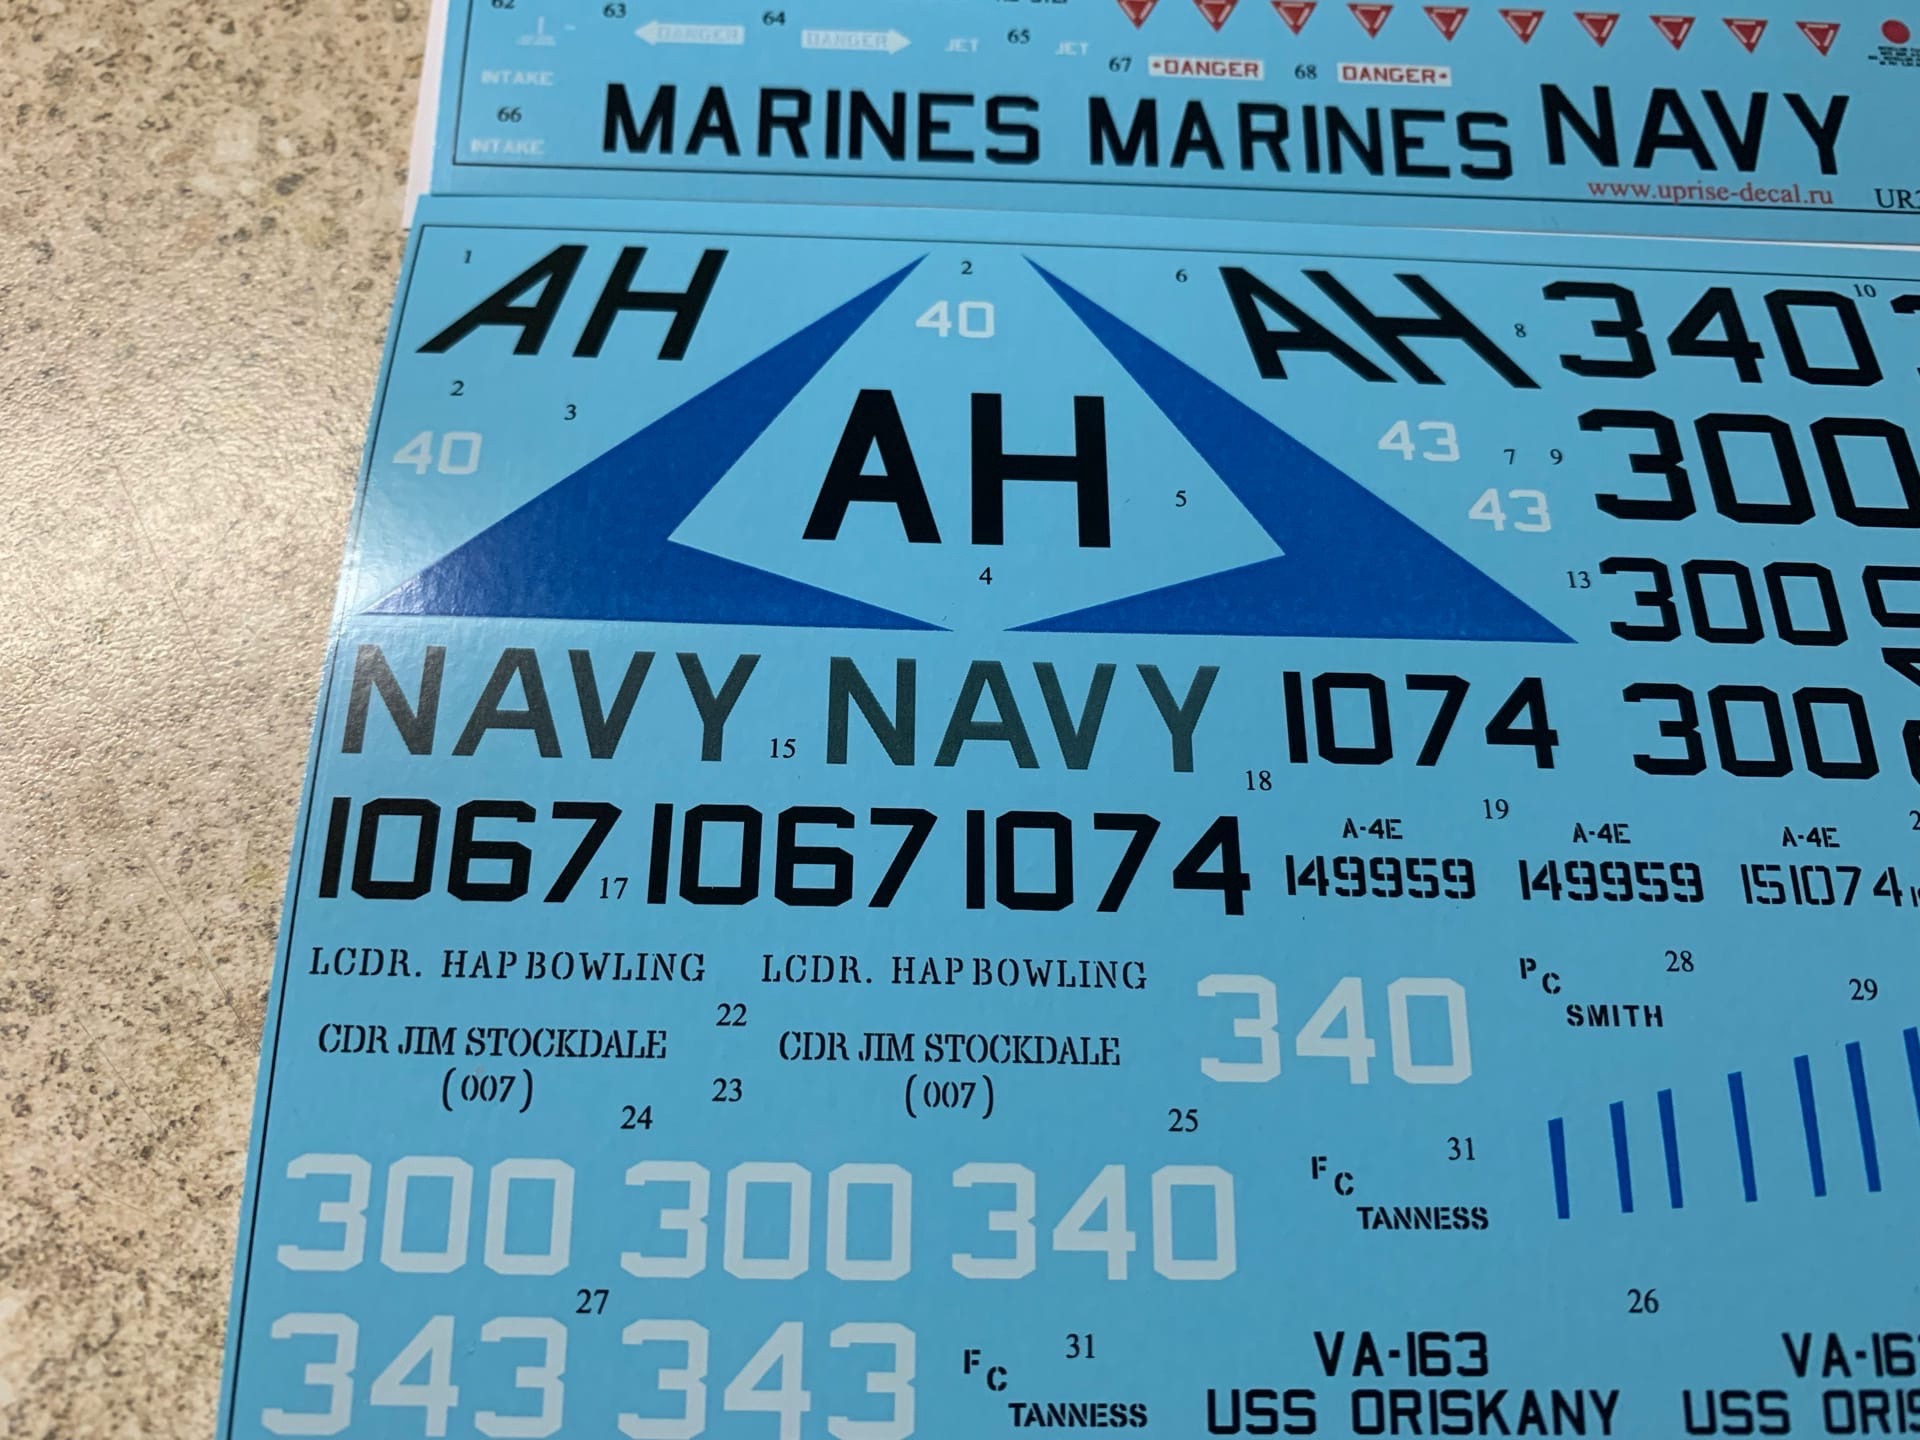 62
63
DANGER
64
DANGER
JET
65
JET
67
DANGER
68
DANGER
INTAKE
66
INTAKE
MARINES MARINES NAVY
www.uprise-decal.ru
1
AH
2
40
6
AH
8
340
10
2
40
3
AH
4
5
43
7
9
43
300
13
300
NAVY
15
NAVY
18
1074
300
1067
17
1067
1074
19
A-4E
149959
A-4E
149959
A-4E
151074
LCDR. HAP BOWLING
LCDR. HAP BOWLING
22
CDR JIM STOCKDALE
(007)
CDR JIM STOCKDALE
(007)
23
24
340
25
PC
SMITH
28
29
300 300 340
FC
TANNESS
31
27
343 343
FC
TANNESS
31
26
VA-163
USS ORISKANY